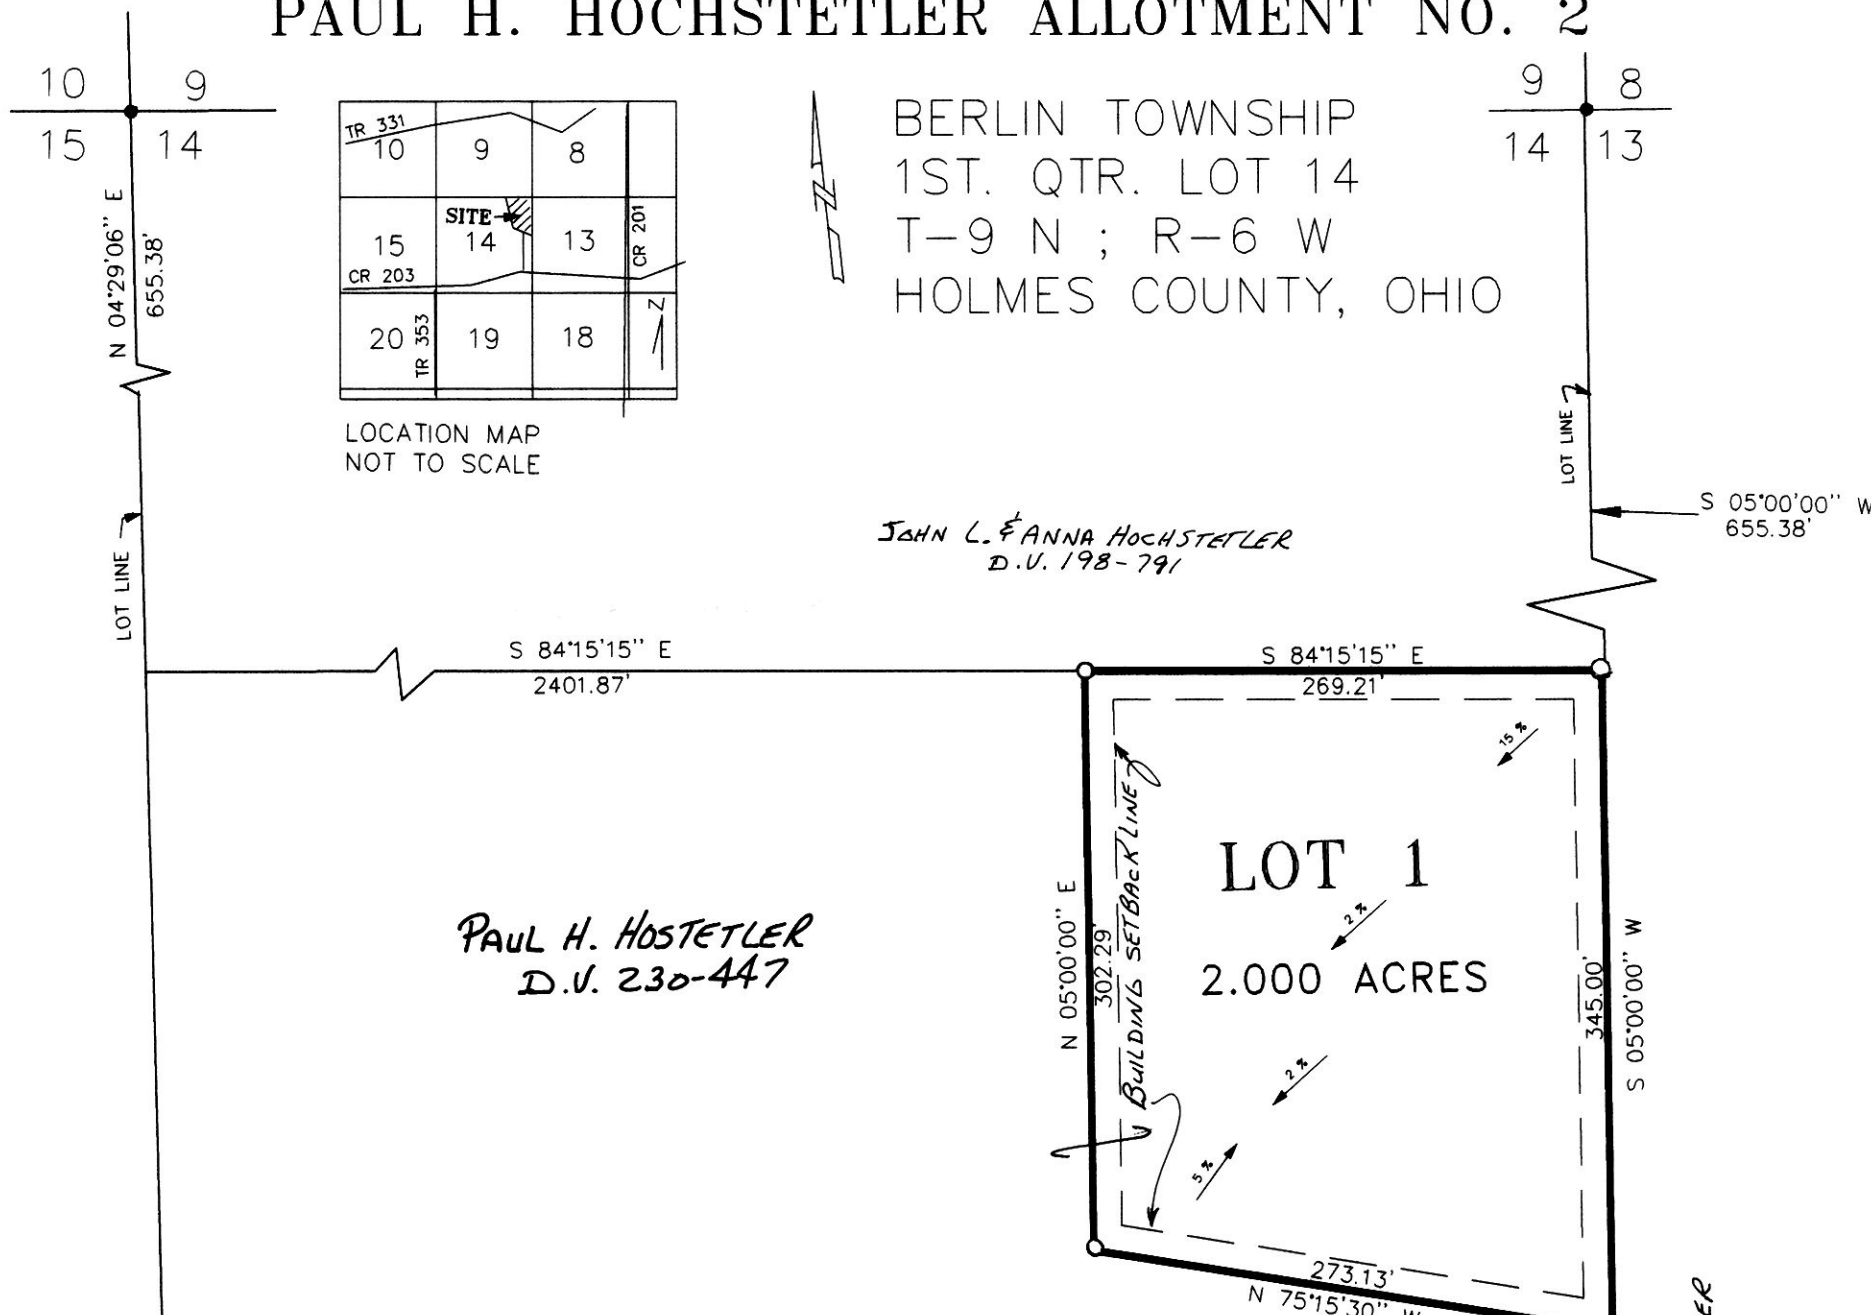 PAUL H. HOCHSTETLER ALLOTMENT NO. 2
10 9
15 14
9 8
14 13
BERLIN TOWNSHIP
1ST. QTR. LOT 14
T-9 N ; R-6 W
HOLMES COUNTY, OHIO
TR 331
10 9 8
SITE
15 14 13
CR 201
CR 203
20 19 18
TR 353
Z
LOCATION MAP
NOT TO SCALE
N
N 04°29'06" E
655.38'
LOT LINE
LOT LINE
S 05°00'00" W
655.38'
JOHN L. & ANNA HOCHSTETLER
D.V. 198-791
S 84°15'15" E
2401.87'
S 84°15'15" E
269.21'
15 %
BUILDING SETBACK LINE
LOT 1
2 %
2.000 ACRES
2 %
5 %
N 05°00'00" E
302.29'
345.00'
S 05°00'00" W
PAUL H. HOSTETLER
D.V. 230-447
273.13'
N 75°15'30" W
ER